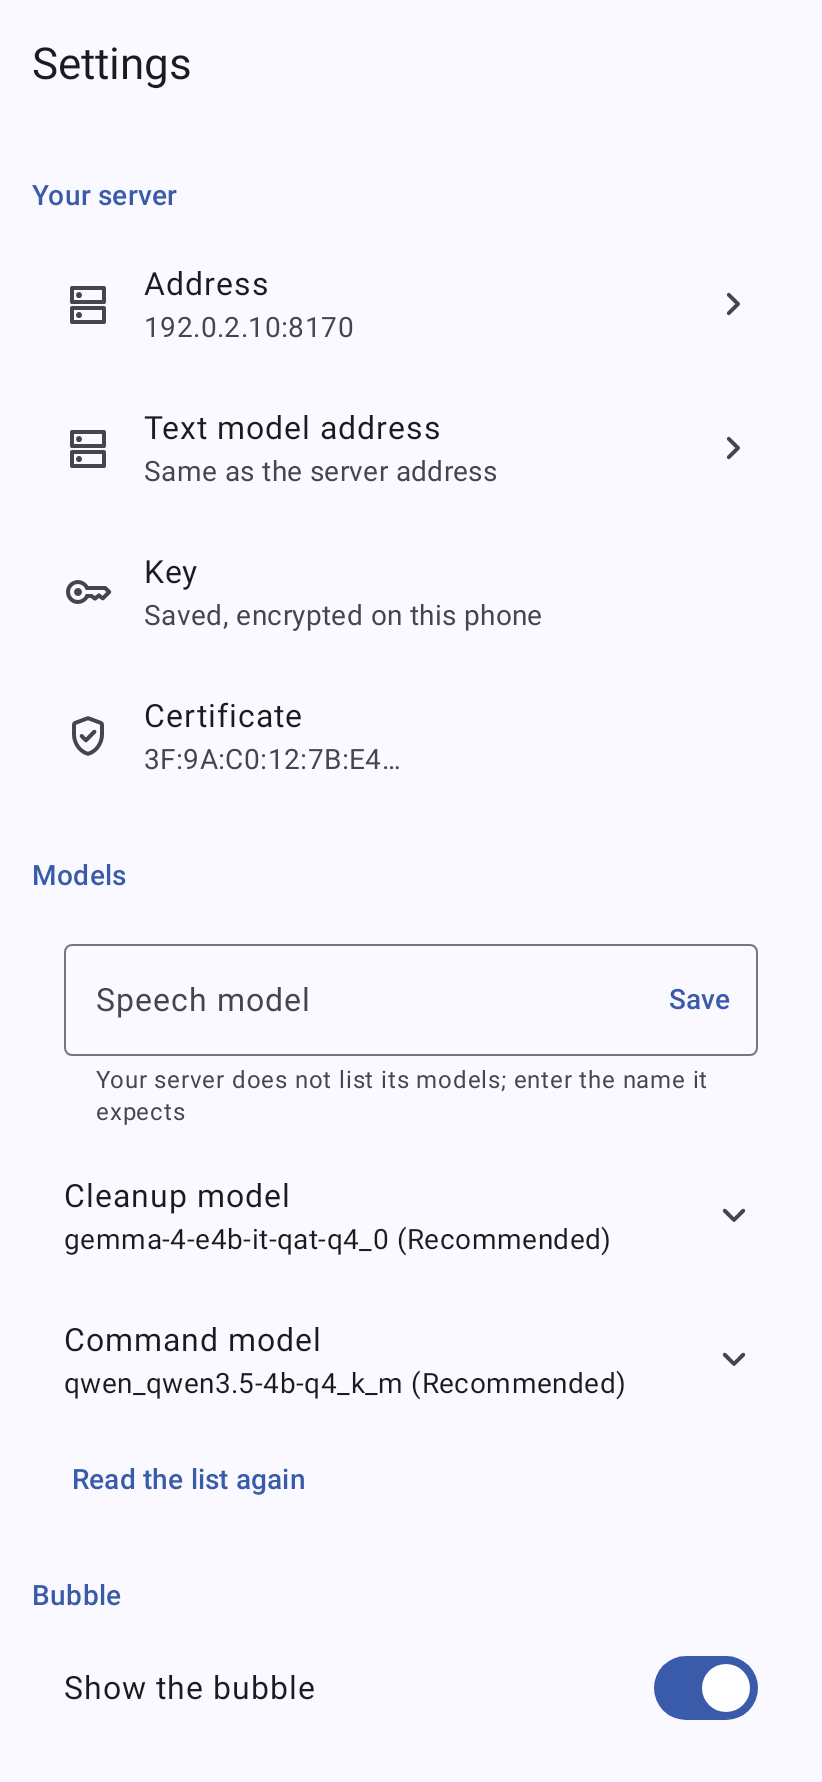 Settings
Your server
Address
192.0.2.10:8170
Text model address
Same as the server address
Key
Saved, encrypted on this phone
Certificate
3F:9A:C0:12:7B:E4…
Models
Speech model
Save
Your server does not list its models; enter the name it
expects
Cleanup model
gemma-4-e4b-it-qat-q4_0 (Recommended)
Command model
qwen_qwen3.5-4b-q4_k_m (Recommended)
Read the list again
Bubble
Show the bubble